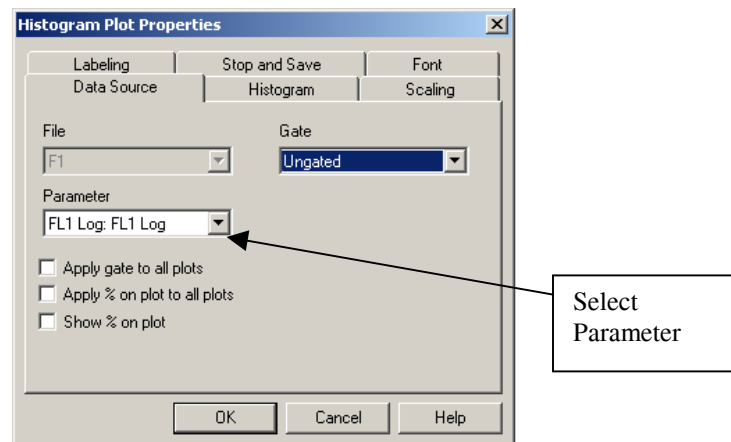 Histogram Plot Properties
Labeling Stop and Save Font
Data Source Histogram Scaling
File Gate
F1 Ungated
Parameter
FL1 Log: FL1 Log
Apply gate to all plots
Apply % on plot to all plots
Show % on plot
Select
Parameter
OK Cancel Help